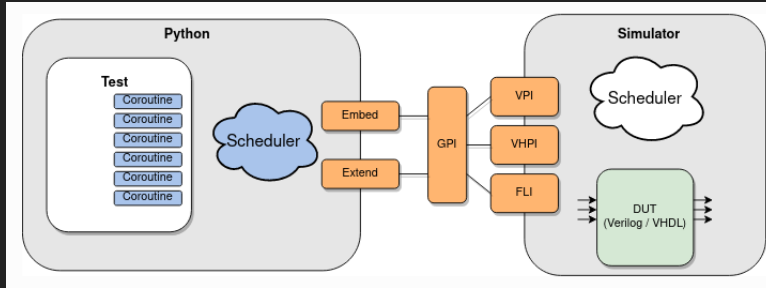 Python
Test
Coroutine
Coroutine
Coroutine
Coroutine
Coroutine
Coroutine
Scheduler
Embed
Extend
GPI
VPI
VHPI
FLI
Simulator
Scheduler
DUT
(Verilog / VHDL)